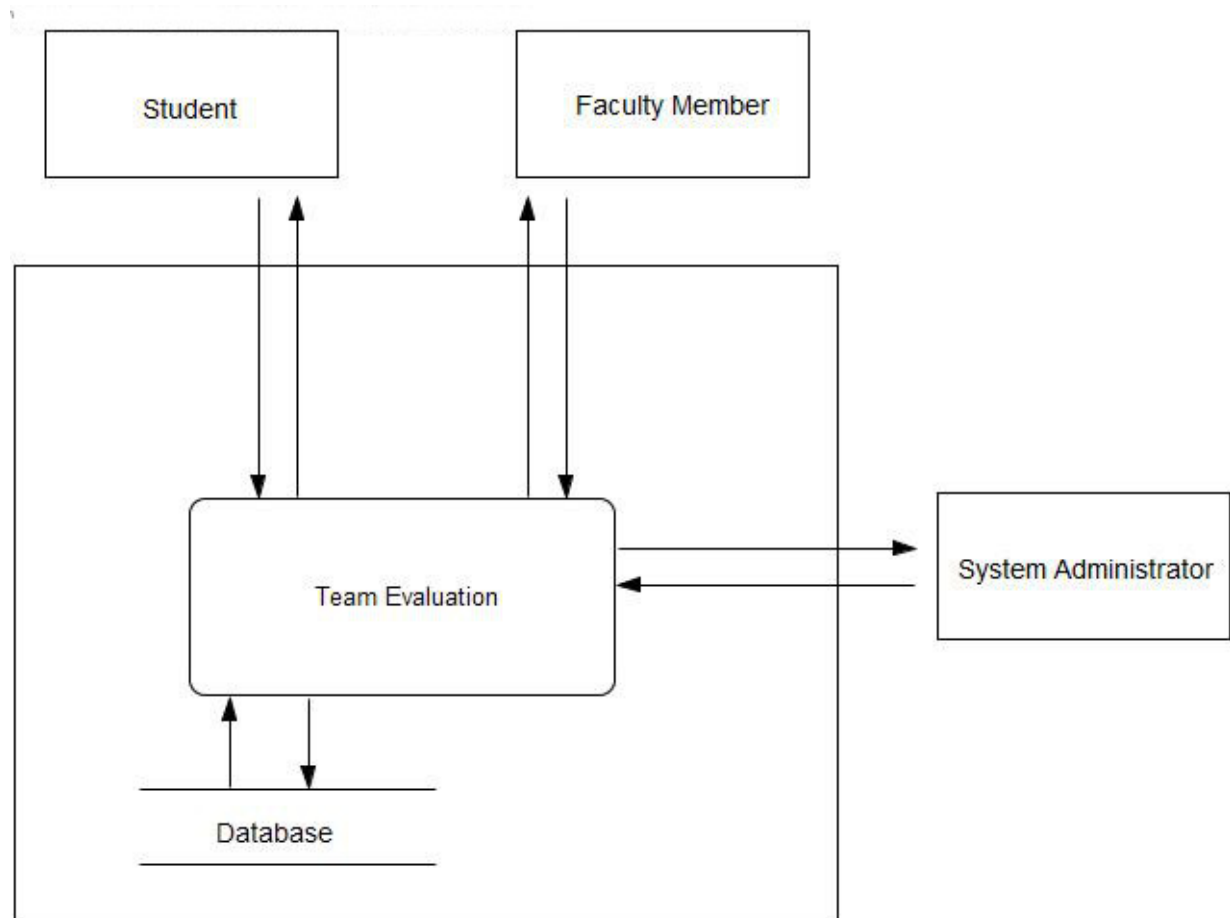 Student
Faculty Member
Team Evaluation
System Administrator
Database